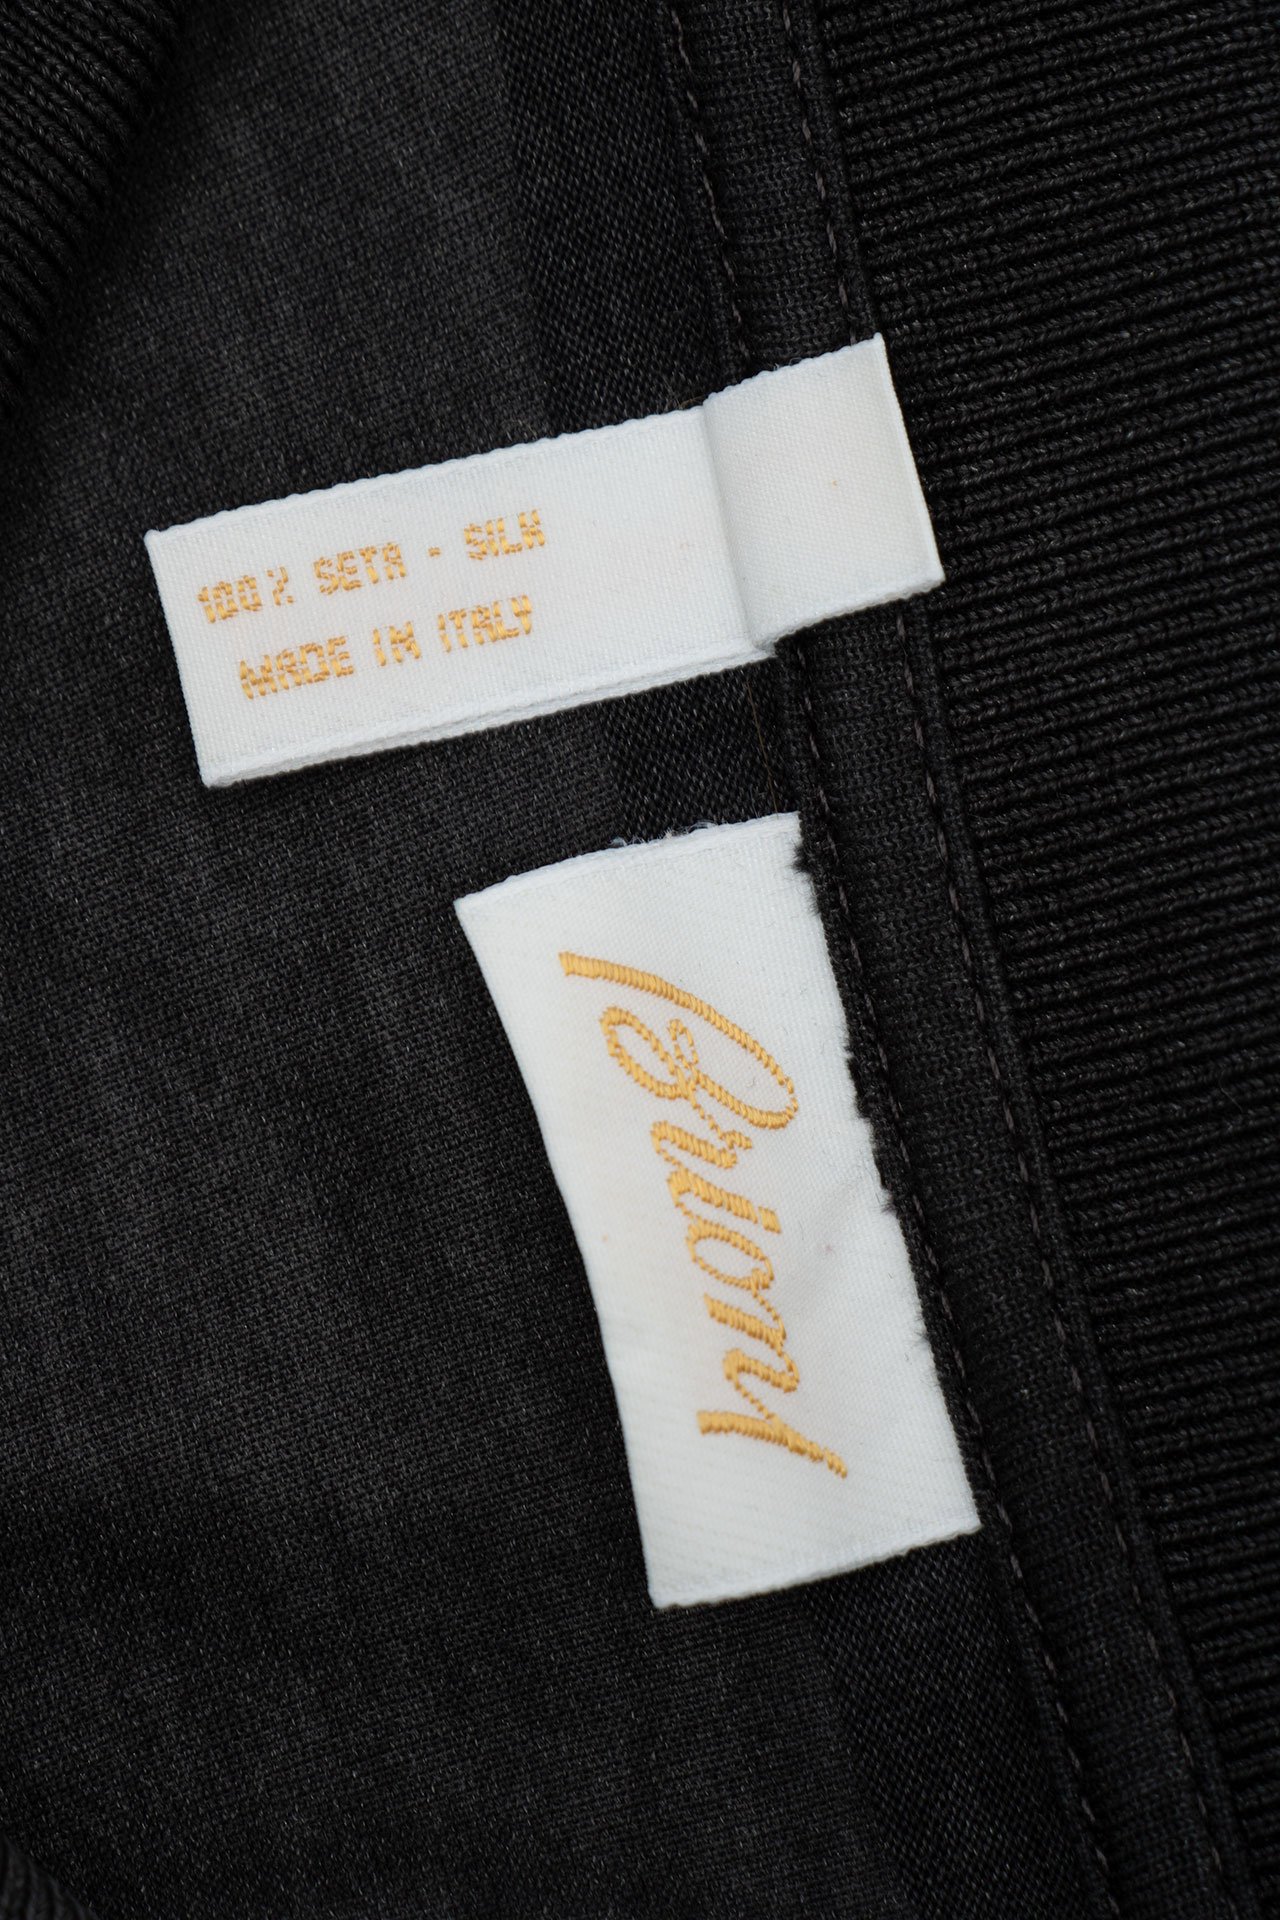 100% SETA - SILK
MADE IN ITALY
Brioni